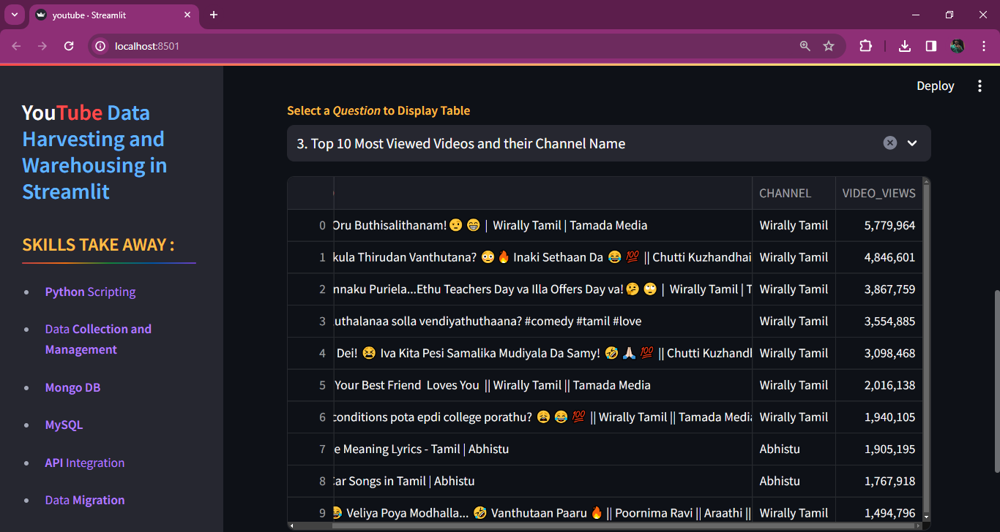 youtube · Streamlit
localhost:8501
Deploy
YouTube Data
Harvesting and
Warehousing in
Streamlit
SKILLS TAKE AWAY :
Python Scripting
Data Collection and
Management
Mongo DB
MySQL
API Integration
Data Migration
Select a Question to Display Table
3. Top 10 Most Viewed Videos and their Channel Name
CHANNEL VIDEO_VIEWS
0 Oru Buthisalithanam!🤨 😁 | Wirally Tamil | Tamada Media Wirally Tamil 5,779,964
1 kula Thirudan Vanthutana? 😳 🔥 Inaki Sethaan Da 😂 💯 || Chutti Kuzhandhai Wirally Tamil 4,846,601
2 nnaku Puriela...Ethu Teachers Day va Illa Offers Day va!🤔 🙄 | Wirally Tamil | T Wirally Tamil 3,867,759
3 uthalanaa solla vendiyathuthaana? #comedy #tamil #love Wirally Tamil 3,554,885
4 Dei! 😫 Iva Kita Pesi Samalika Mudiyala Da Samy! 🤣 🙏🏻 💯 || Chutti Kuzhandh Wirally Tamil 3,098,468
5 Your Best Friend Loves You || Wirally Tamil || Tamada Media Wirally Tamil 2,016,138
6 conditions pota epdi college porathu? 😩 😂 💯 || Wirally Tamil || Tamada Media Wirally Tamil 1,940,105
7 e Meaning Lyrics - Tamil | Abhistu Abhistu 1,905,195
8 Car Songs in Tamil | Abhistu Abhistu 1,767,918
9 Veliya Poya Modhalla... 🤣 Vanthutaan Paaru 🔥 || Poornima Ravi || Araathi || Wirally Tamil 1,494,796